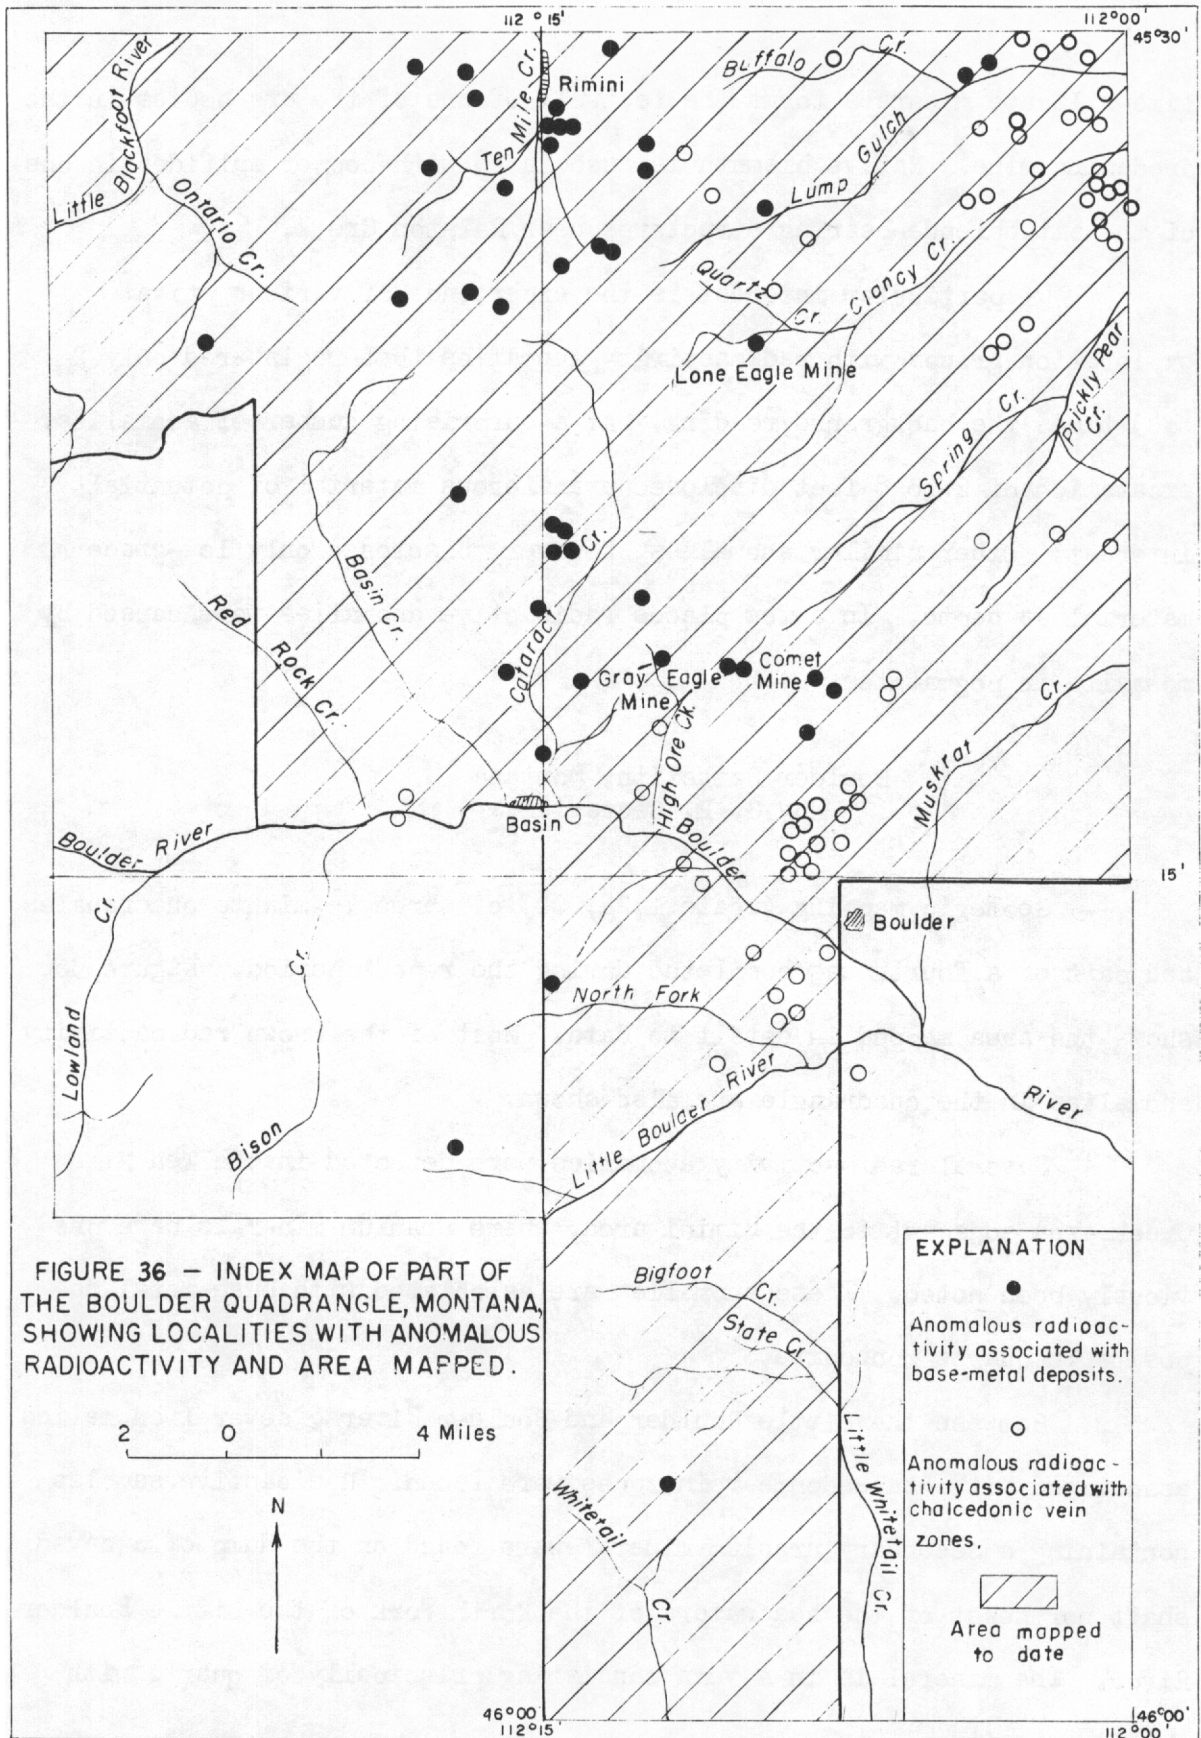 112°15'
112°00'
45°30'
Little Blackfoot River
Ontario Cr.
Ten Mile Cr.
Rimini
Buffalo Cr.
Lump Gulch
Quartz Cr.
Clancy Cr.
Lone Eagle Mine
Prickly Pear
Cr.
Spring Cr.
Basin Cr.
Cataract Cr.
Red Rock Cr.
Gray Eagle
Mine
Comet
Mine
High Ore Ck.
Muskrat Cr.
Basin
Boulder River
Boulder
15'
Boulder
Lowland Cr.
Bison Cr.
North Fork
Little Boulder River
River
FIGURE 36 – INDEX MAP OF PART OF
THE BOULDER QUADRANGLE, MONTANA,
SHOWING LOCALITIES WITH ANOMALOUS
RADIOACTIVITY AND AREA MAPPED.
2 0 4 Miles
N
Bigfoot Cr.
State Cr.
Little Whitetail Cr.
Whitetail Cr.
EXPLANATION
Anomalous radioac-
tivity associated with
base-metal deposits.
Anomalous radioac-
tivity associated with
chalcedonic vein
zones.
Area mapped
to date
46°00'
112°15'
46°00'
112°00'